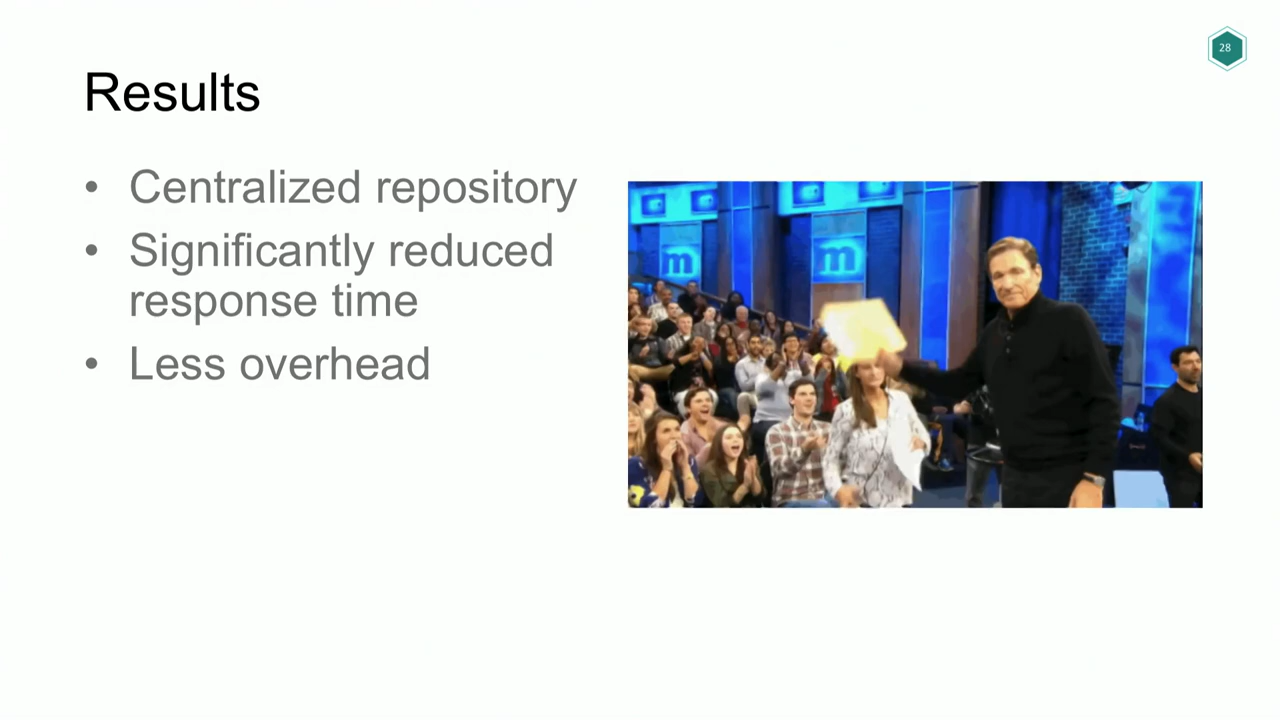 28
Results
• Centralized repository
• Significantly reduced
response time
• Less overhead
m
m